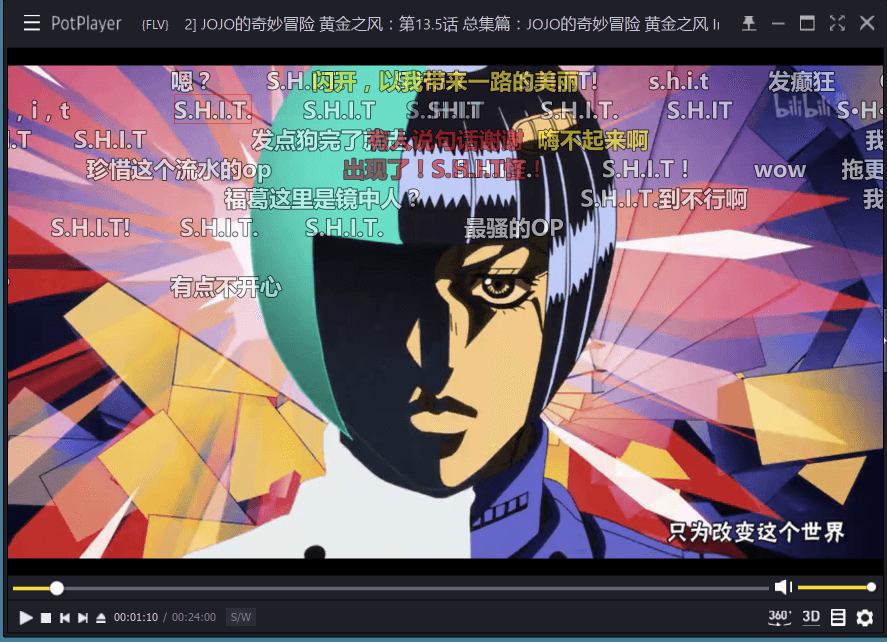 PotPlayer {FLV} 2] JOJO的奇妙冒险 黄金之风：第13.5话 总集篇：JOJO的奇妙冒险 黄金之风 I
嗯？ S.H.I 闪开，以我带来一路的美丽 T! s.h.i.t 发癫狂
, i , t S.H.I.T. S.H.I.T S.SHI.T S.H.I.T. S.H.IT bilibili S·H
I.T S.H.I.T 发点狗完了 有人说句话谢谢 嗨不起来啊 我
珍惜这个流水的op 出现了！S.H.I.T怪！ S.H.I.T！ wow 拖更
福葛这里是镜中人？ S.H.I.T.到不行啊 我
S.H.I.T! S.H.I.T. S.H.I.T. 最骚的OP
有点不开心
只为改变这个世界
00:01:10 / 00:24:00 S/W 360° 3D